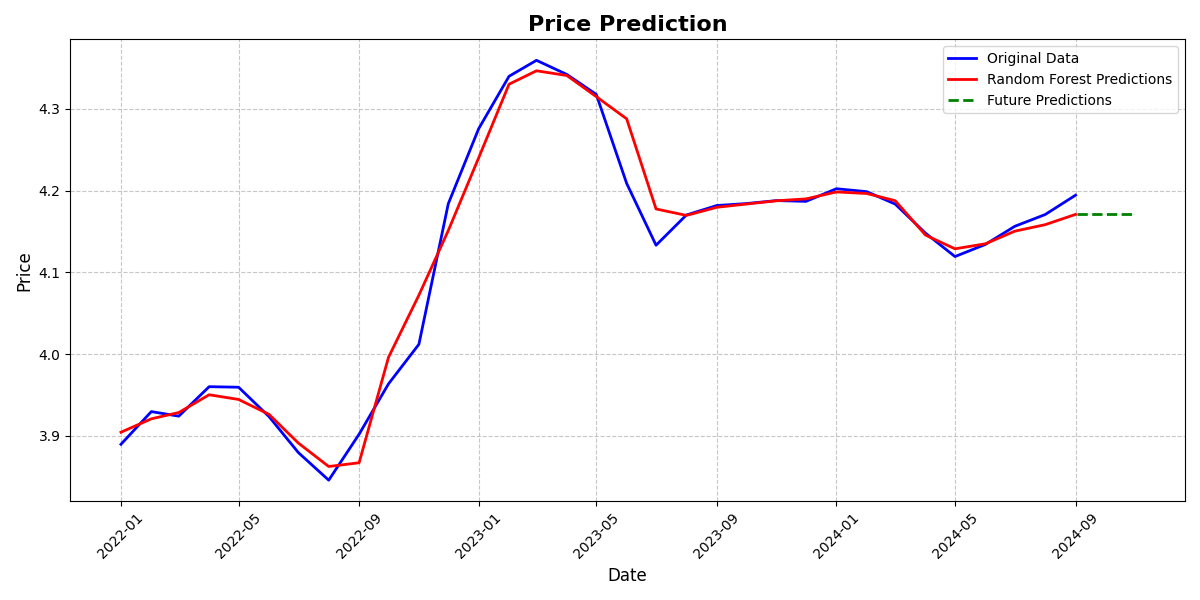 Price Prediction
Original Data
Random Forest Predictions
Future Predictions
Price
4.3
4.2
4.1
4.0
3.9
2022-01
2022-05
2022-09
2023-01
2023-05
2023-09
2024-01
2024-05
2024-09
Date